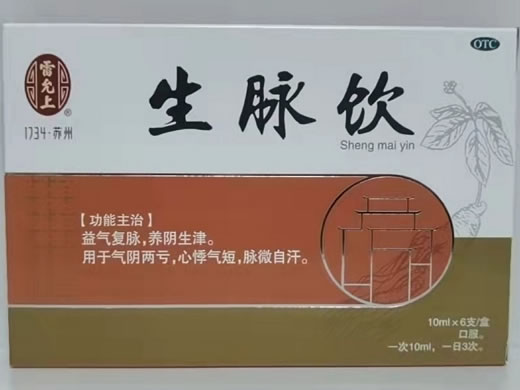 雷允上
®
1734·苏州
OTC
生脉饮
Sheng mai yin
【功能主治】
益气复脉,养阴生津。
用于气阴两亏,心悸气短,脉微自汗。
10ml×6支/盒
口服。
一次10ml,一日3次。